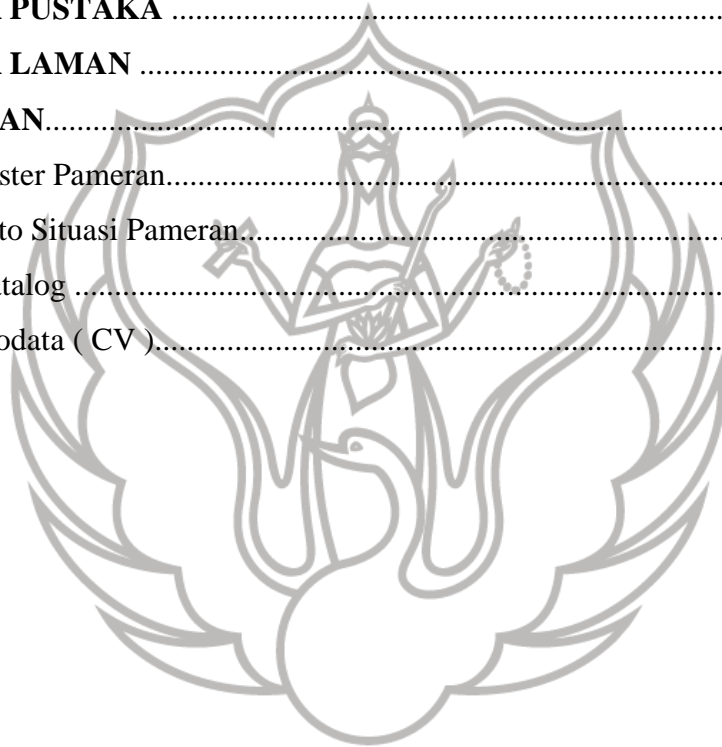 PUSTAKA ..........................................................................................
LAMAN ...............................................................................................
AN..............................................................................................................
ster Pameran...........................................................................................
to Situasi Pameran...............................................................................
talog ..........................................................................................................
odata ( CV )............................................................................................